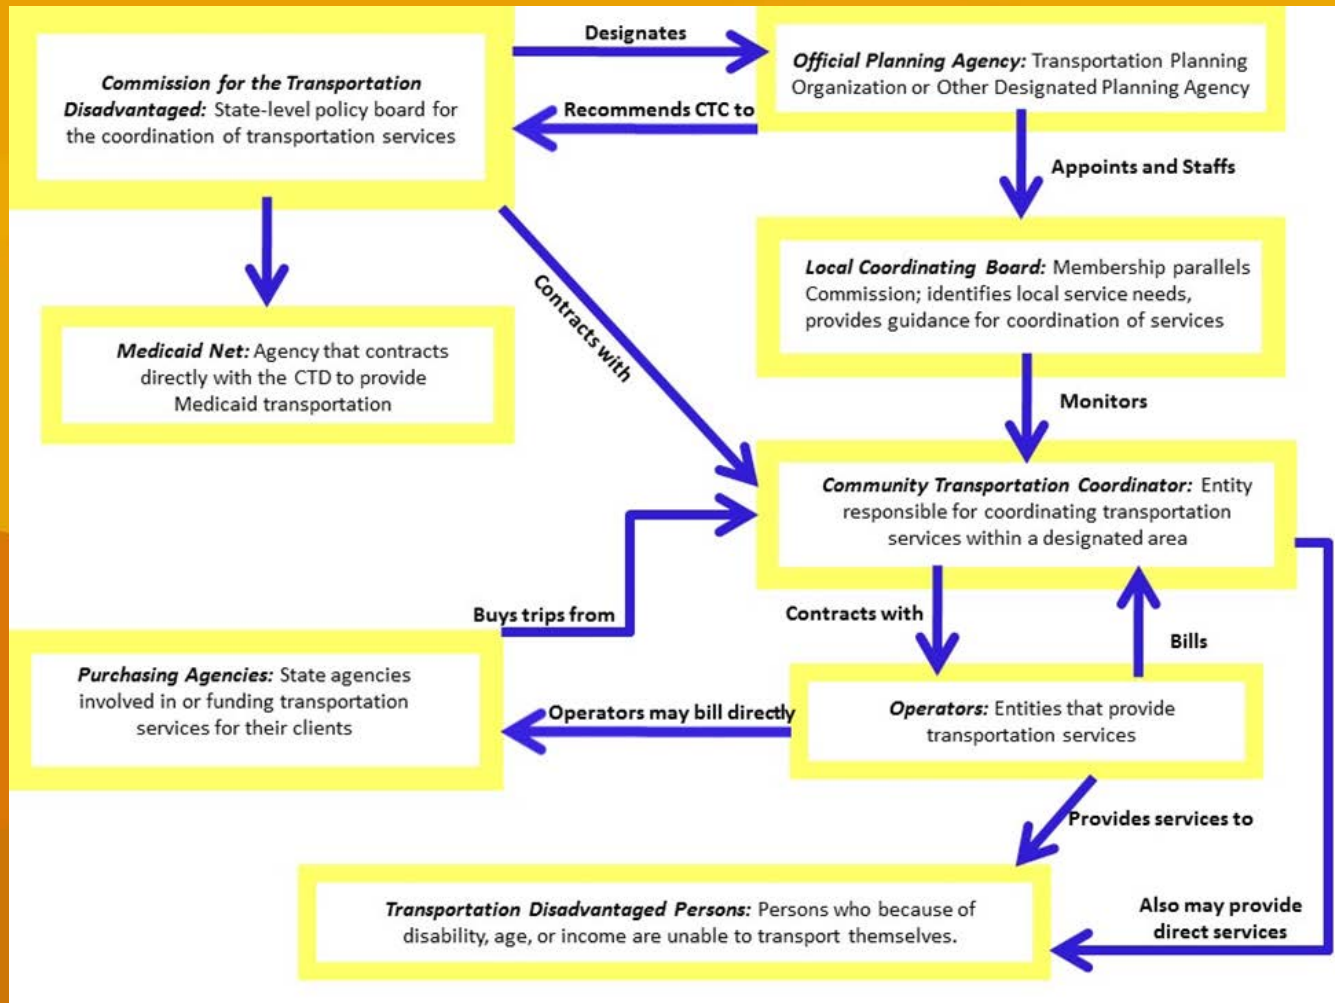 Commission for the Transportation
Disadvantaged: State-level policy board for
the coordination of transportation services
Designates
Recommends CTC to
Official Planning Agency: Transportation Planning
Organization or Other Designated Planning Agency
Appoints and Staffs
Local Coordinating Board: Membership parallels
Commission; identifies local service needs,
provides guidance for coordination of services
Medicaid Net: Agency that contracts
directly with the CTD to provide
Medicaid transportation
Contracts with
Monitors
Community Transportation Coordinator: Entity
responsible for coordinating transportation
services within a designated area
Buys trips from
Contracts with
Bills
Purchasing Agencies: State agencies
involved in or funding transportation
services for their clients
Operators may bill directly
Operators: Entities that provide
transportation services
Provides services to
Transportation Disadvantaged Persons: Persons who because of
disability, age, or income are unable to transport themselves.
Also may provide
direct services